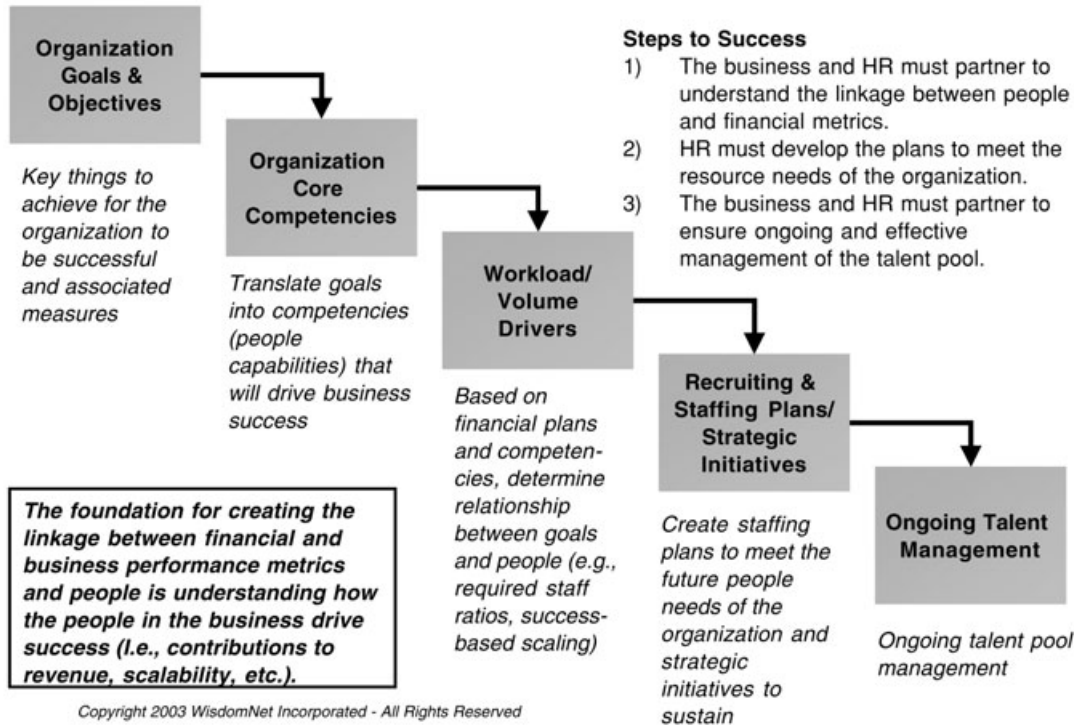 Organization
Goals &
Objectives
Key things to
achieve for the
organization to
be successful
and associated
measures
Organization
Core
Competencies
Translate goals
into competencies
(people
capabilities) that
will drive business
success
Workload/
Volume
Drivers
Based on
financial plans
and competen-
cies, determine
relationship
between goals
and people (e.g.,
required staff
ratios, success-
based scaling)
Recruiting &
Staffing Plans/
Strategic
Initiatives
Create staffing
plans to meet the
future people
needs of the
organization and
strategic
initiatives to
sustain
Ongoing Talent
Management
Ongoing talent pool
management
Steps to Success
1) The business and HR must partner to
understand the linkage between people
and financial metrics.
2) HR must develop the plans to meet the
resource needs of the organization.
3) The business and HR must partner to
ensure ongoing and effective
management of the talent pool.
The foundation for creating the
linkage between financial and
business performance metrics
and people is understanding how
the people in the business drive
success (I.e., contributions to
revenue, scalability, etc.).
Copyright 2003 WisdomNet Incorporated - All Rights Reserved